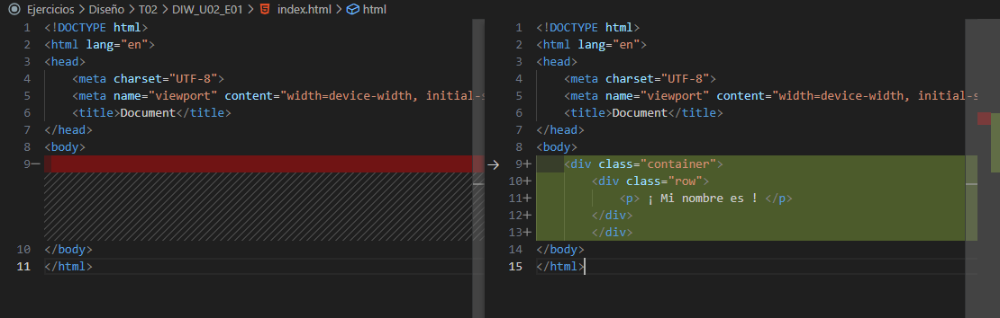 Ejercicios > Diseño > T02 > DIW_U02_E01 > index.html > html
1 <!DOCTYPE html>
2 <html lang="en">
3 <head>
4 <meta charset="UTF-8">
5 <meta name="viewport" content="width=device-width, initial-s
6 <title>Document</title>
7 </head>
8 <body>
9−
10 </body>
11 </html>
1 <!DOCTYPE html>
2 <html lang="en">
3 <head>
4 <meta charset="UTF-8">
5 <meta name="viewport" content="width=device-width, initial-s
6 <title>Document</title>
7 </head>
8 <body>
9+ <div class="container">
10+ <div class="row">
11+ <p> ¡ Mi nombre es ! </p>
12+ </div>
13+ </div>
14 </body>
15 </html>